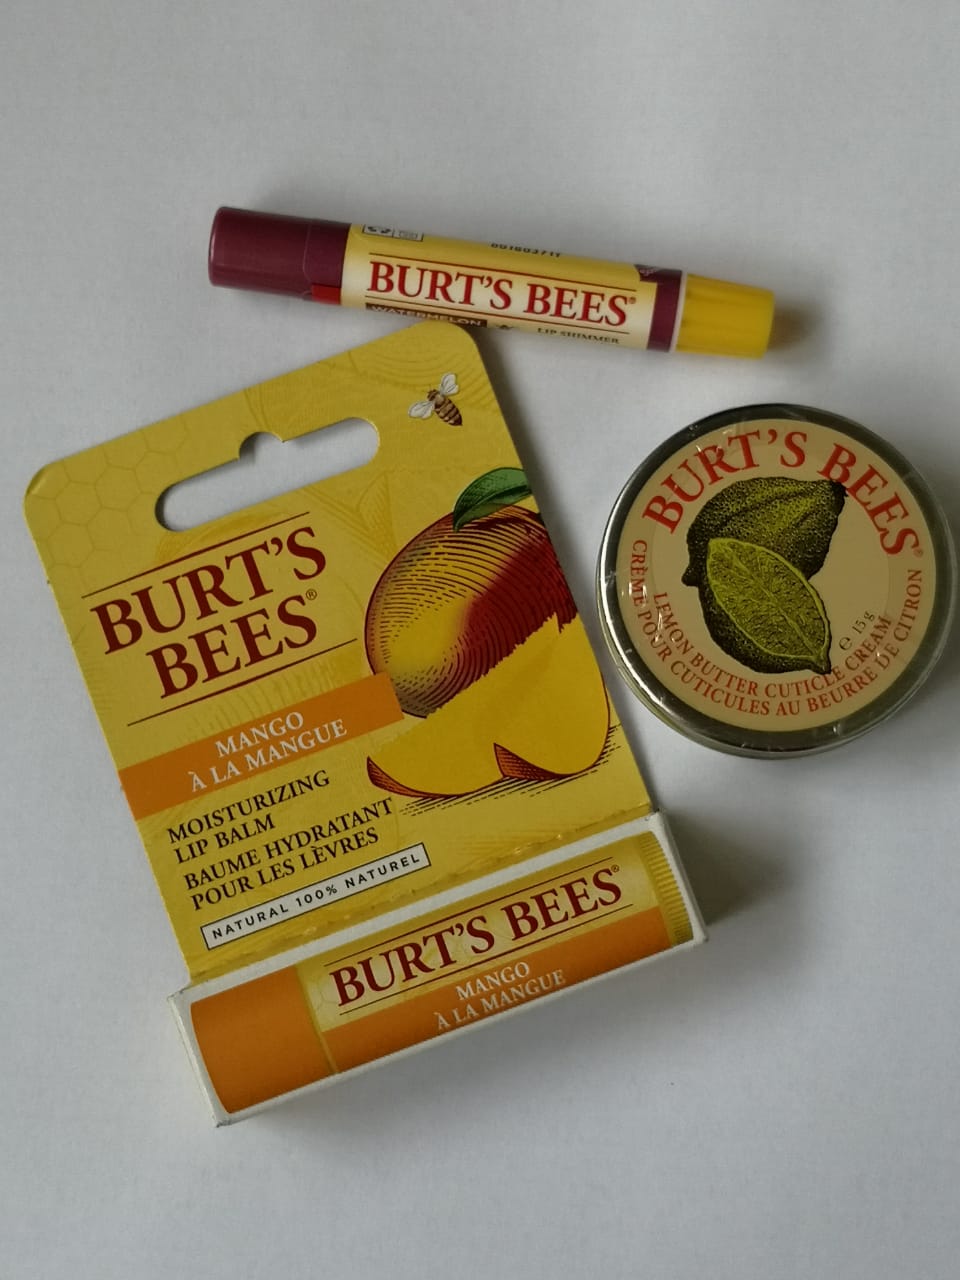 001603711
BURT'S BEES®
WATERMELON LIP SHIMMER
BURT'S BEES®
LEMON BUTTER CUTICLE CREAM
CRÈME POUR CUTICULES AU BEURRE DE CITRON
e 15 g
BURT'S
BEES®
MANGO
À LA MANGUE
MOISTURIZING
LIP BALM
BAUME HYDRATANT
POUR LES LÈVRES
NATURAL 100% NATUREL
BURT'S BEES®
MANGO
À LA MANGUE